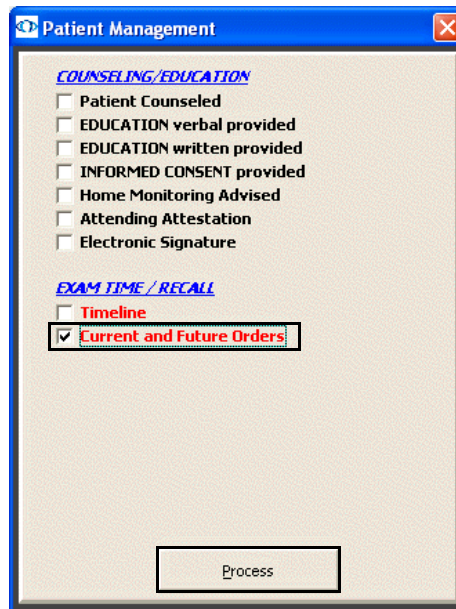 Patient Management
COUNSELING/EDUCATION
Patient Counseled
EDUCATION verbal provided
EDUCATION written provided
INFORMED CONSENT provided
Home Monitoring Advised
Attending Attestation
Electronic Signature
EXAM TIME / RECALL
Timeline
Current and Future Orders
Process